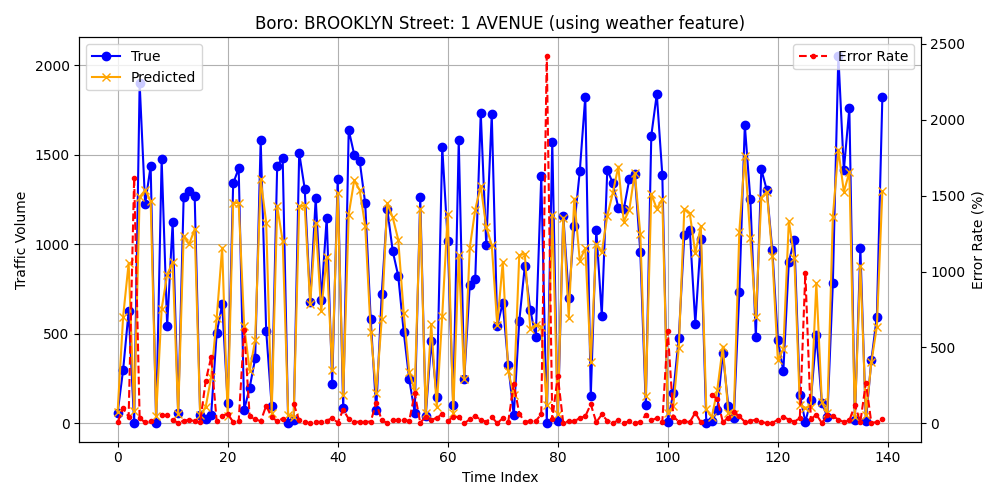 Boro: BROOKLYN Street: 1 AVENUE (using weather feature)
True
Predicted
Error Rate
Traffic Volume
2000
1500
1000
500
0
Error Rate (%)
2500
2000
1500
1000
500
0
0 20 40 60 80 100 120 140
Time Index